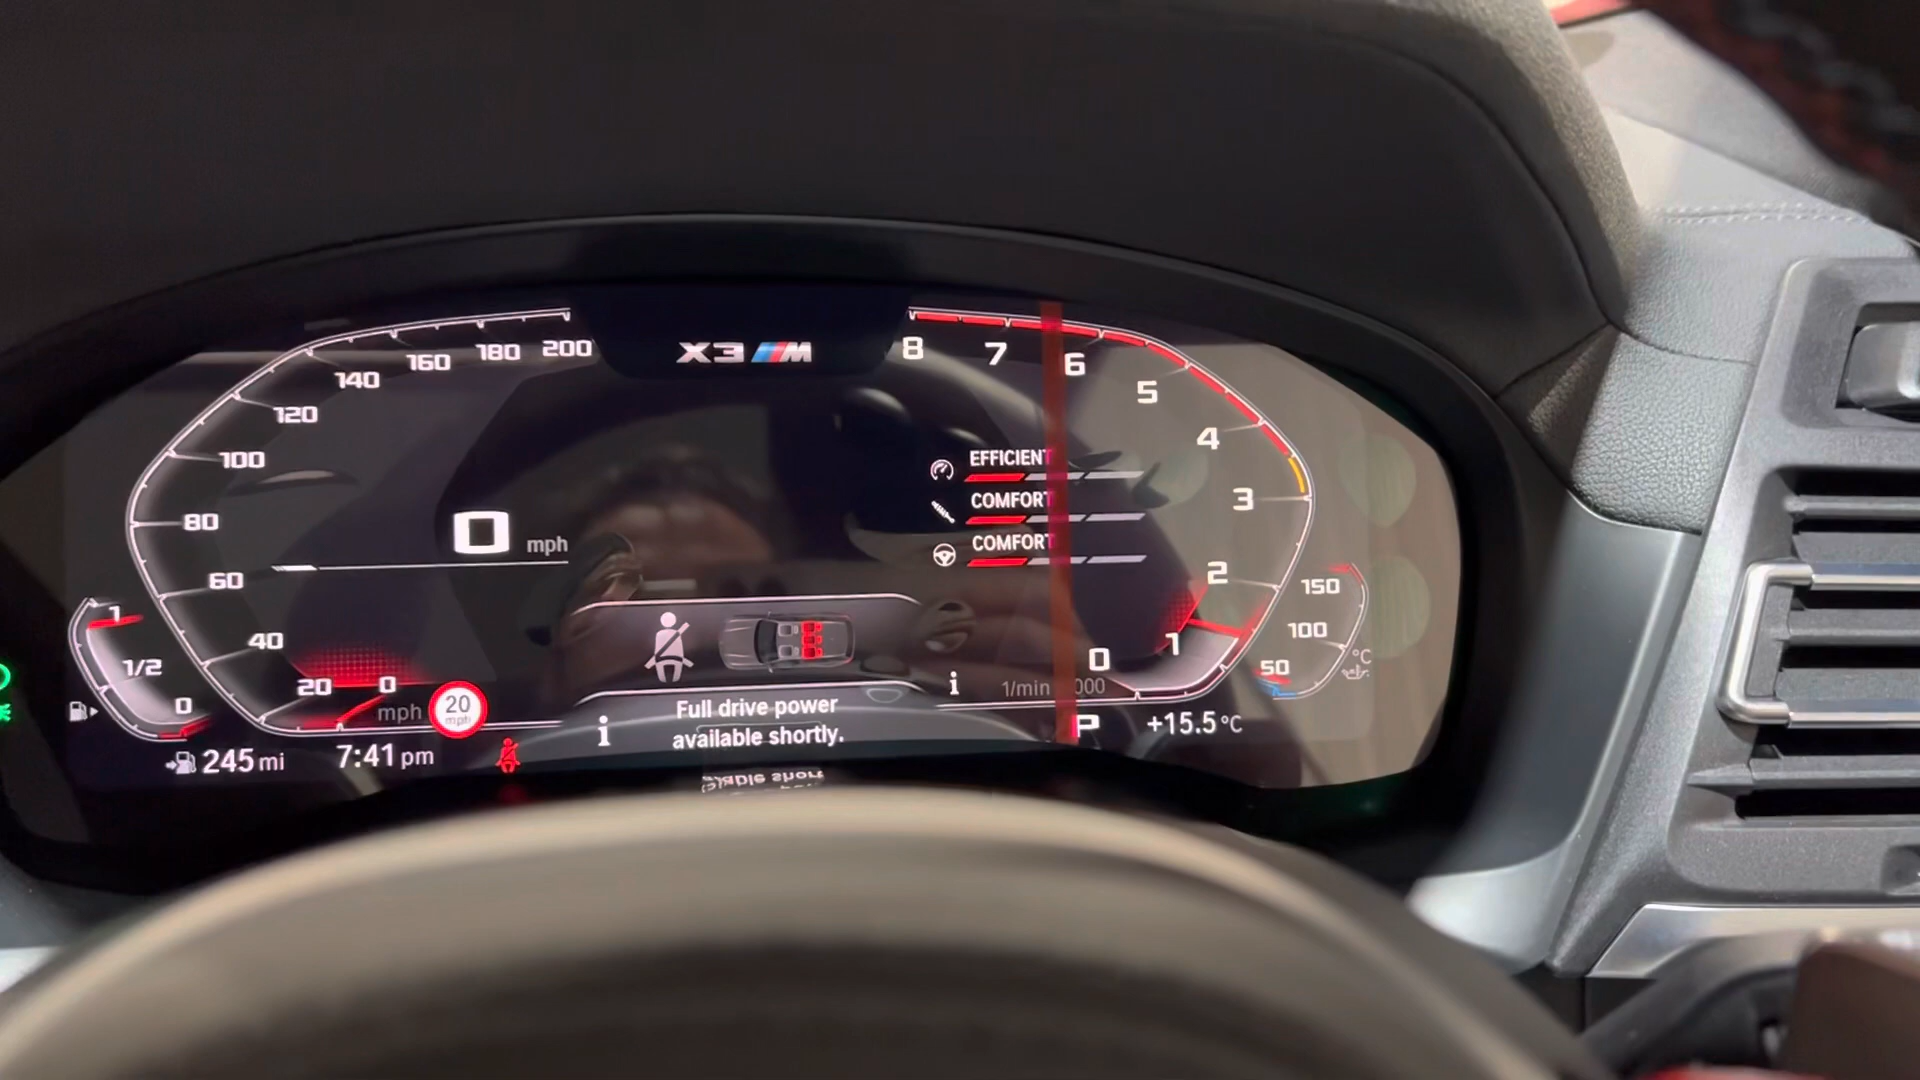 X3 M
200
180
160
140
120
100
80
60
40
20
0
mph
0 mph
20
mph
1
1/2
0
245 mi
7:41 pm
EFFICIENT
COMFORT
COMFORT
i
Full drive power
available shortly.
i
8
7
6
5
4
3
2
1
0
1/min
000
P
+15.5 °C
150
100
50
°C